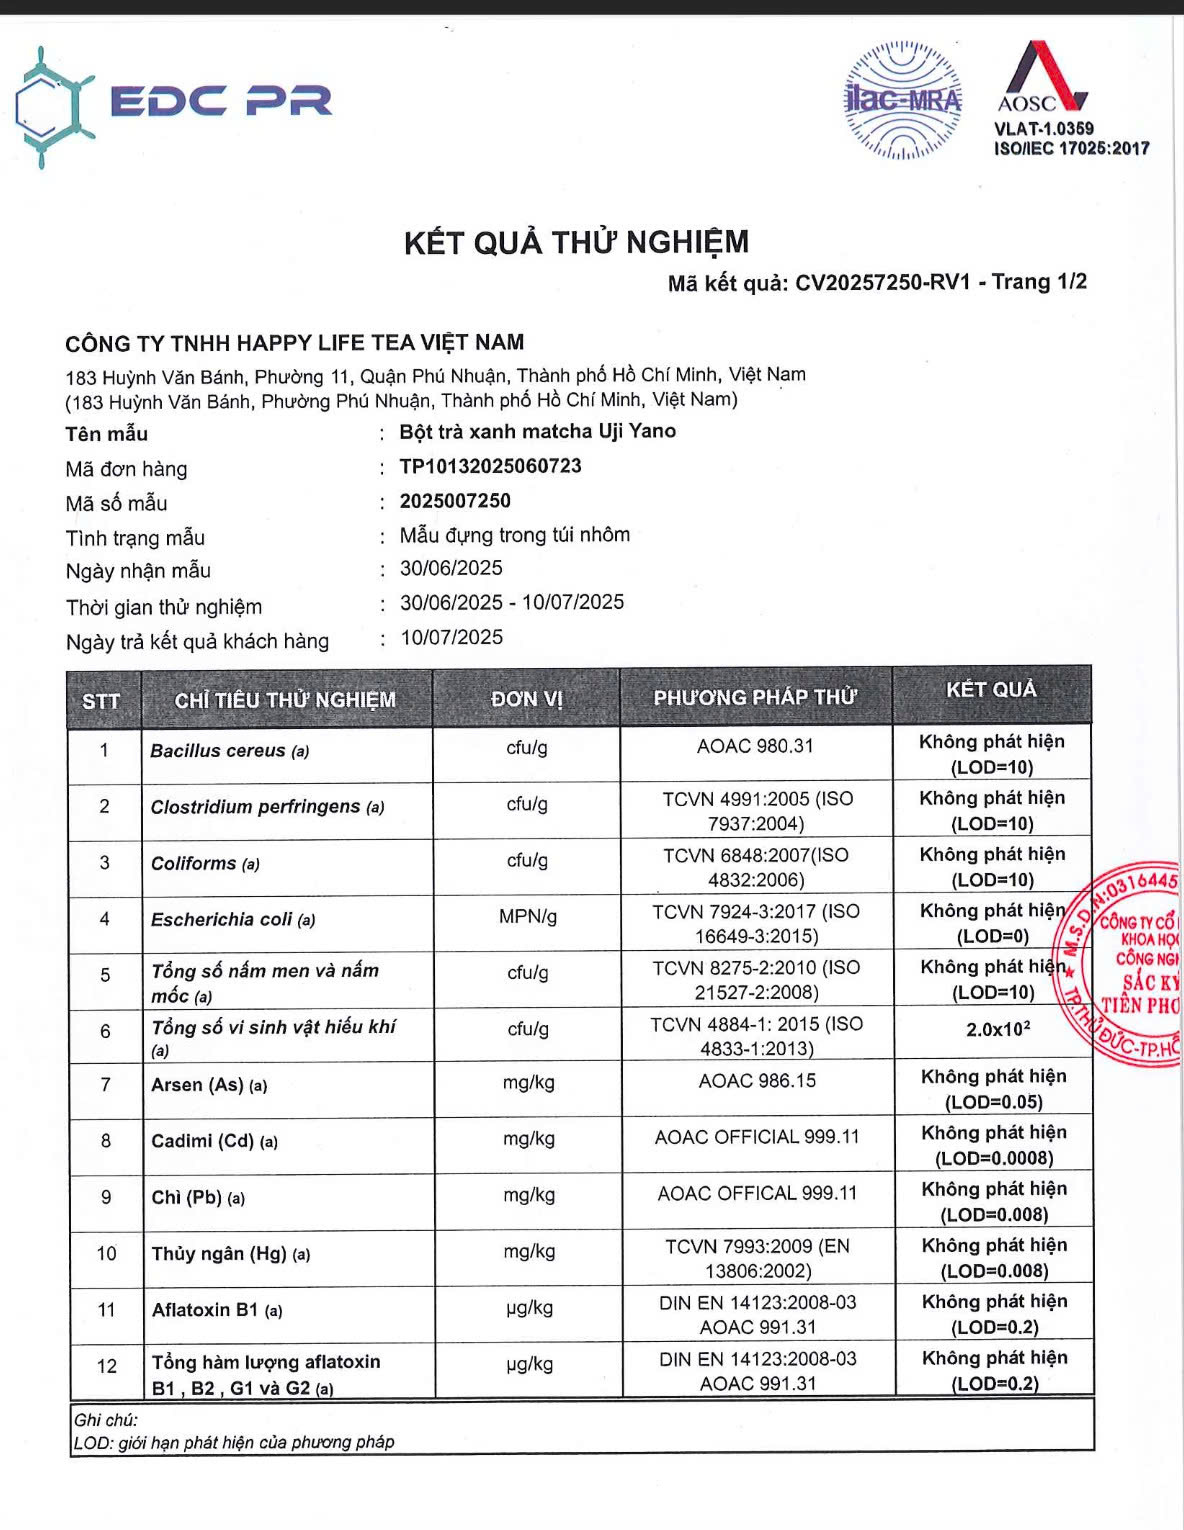 EDC PR
ilac-MRA
AOSC
VLAT-1.0359
ISO/IEC 17025:2017
KẾT QUẢ THỬ NGHIỆM
Mã kết quả: CV20257250-RV1 - Trang 1/2
CÔNG TY TNHH HAPPY LIFE TEA VIỆT NAM
183 Huỳnh Văn Bánh, Phường 11, Quận Phú Nhuận, Thành phố Hồ Chí Minh, Việt Nam
(183 Huỳnh Văn Bánh, Phường Phú Nhuận, Thành phố Hồ Chí Minh, Việt Nam)
Tên mẫu : Bột trà xanh matcha Uji Yano
Mã đơn hàng : TP10132025060723
Mã số mẫu : 2025007250
Tình trạng mẫu : Mẫu đựng trong túi nhôm
Ngày nhận mẫu : 30/06/2025
Thời gian thử nghiệm : 30/06/2025 - 10/07/2025
Ngày trả kết quả khách hàng : 10/07/2025
STT CHỈ TIÊU THỬ NGHIỆM ĐƠN VỊ PHƯƠNG PHÁP THỬ KẾT QUẢ
1 Bacillus cereus (a) cfu/g AOAC 980.31 Không phát hiện
(LOD=10)
2 Clostridium perfringens (a) cfu/g TCVN 4991:2005 (ISO Không phát hiện
7937:2004) (LOD=10)
3 Coliforms (a) cfu/g TCVN 6848:2007(ISO Không phát hiện
4832:2006) (LOD=10)
4 Escherichia coli (a) MPN/g TCVN 7924-3:2017 (ISO Không phát hiện
16649-3:2015) (LOD=0)
5 Tổng số nấm men và nấm cfu/g TCVN 8275-2:2010 (ISO Không phát hiện
mốc (a) 21527-2:2008) (LOD=10)
6 Tổng số vi sinh vật hiếu khí cfu/g TCVN 4884-1: 2015 (ISO 2.0x10²
(a) 4833-1:2013)
7 Arsen (As) (a) mg/kg AOAC 986.15 Không phát hiện
(LOD=0.05)
8 Cadimi (Cd) (a) mg/kg AOAC OFFICIAL 999.11 Không phát hiện
(LOD=0.0008)
9 Chì (Pb) (a) mg/kg AOAC OFFICAL 999.11 Không phát hiện
(LOD=0.008)
10 Thủy ngân (Hg) (a) mg/kg TCVN 7993:2009 (EN Không phát hiện
13806:2002) (LOD=0.008)
11 Aflatoxin B1 (a) µg/kg DIN EN 14123:2008-03 Không phát hiện
AOAC 991.31 (LOD=0.2)
12 Tổng hàm lượng aflatoxin µg/kg DIN EN 14123:2008-03 Không phát hiện
B1 , B2 , G1 và G2 (a) AOAC 991.31 (LOD=0.2)
Ghi chú:
LOD: giới hạn phát hiện của phương pháp
M.S.D.N:0316445
CÔNG TY CỔ
KHOA HỌC
CÔNG NGH
SẮC KÝ
TIÊN PHO
TP.THỦ ĐỨC-TP.HỒ